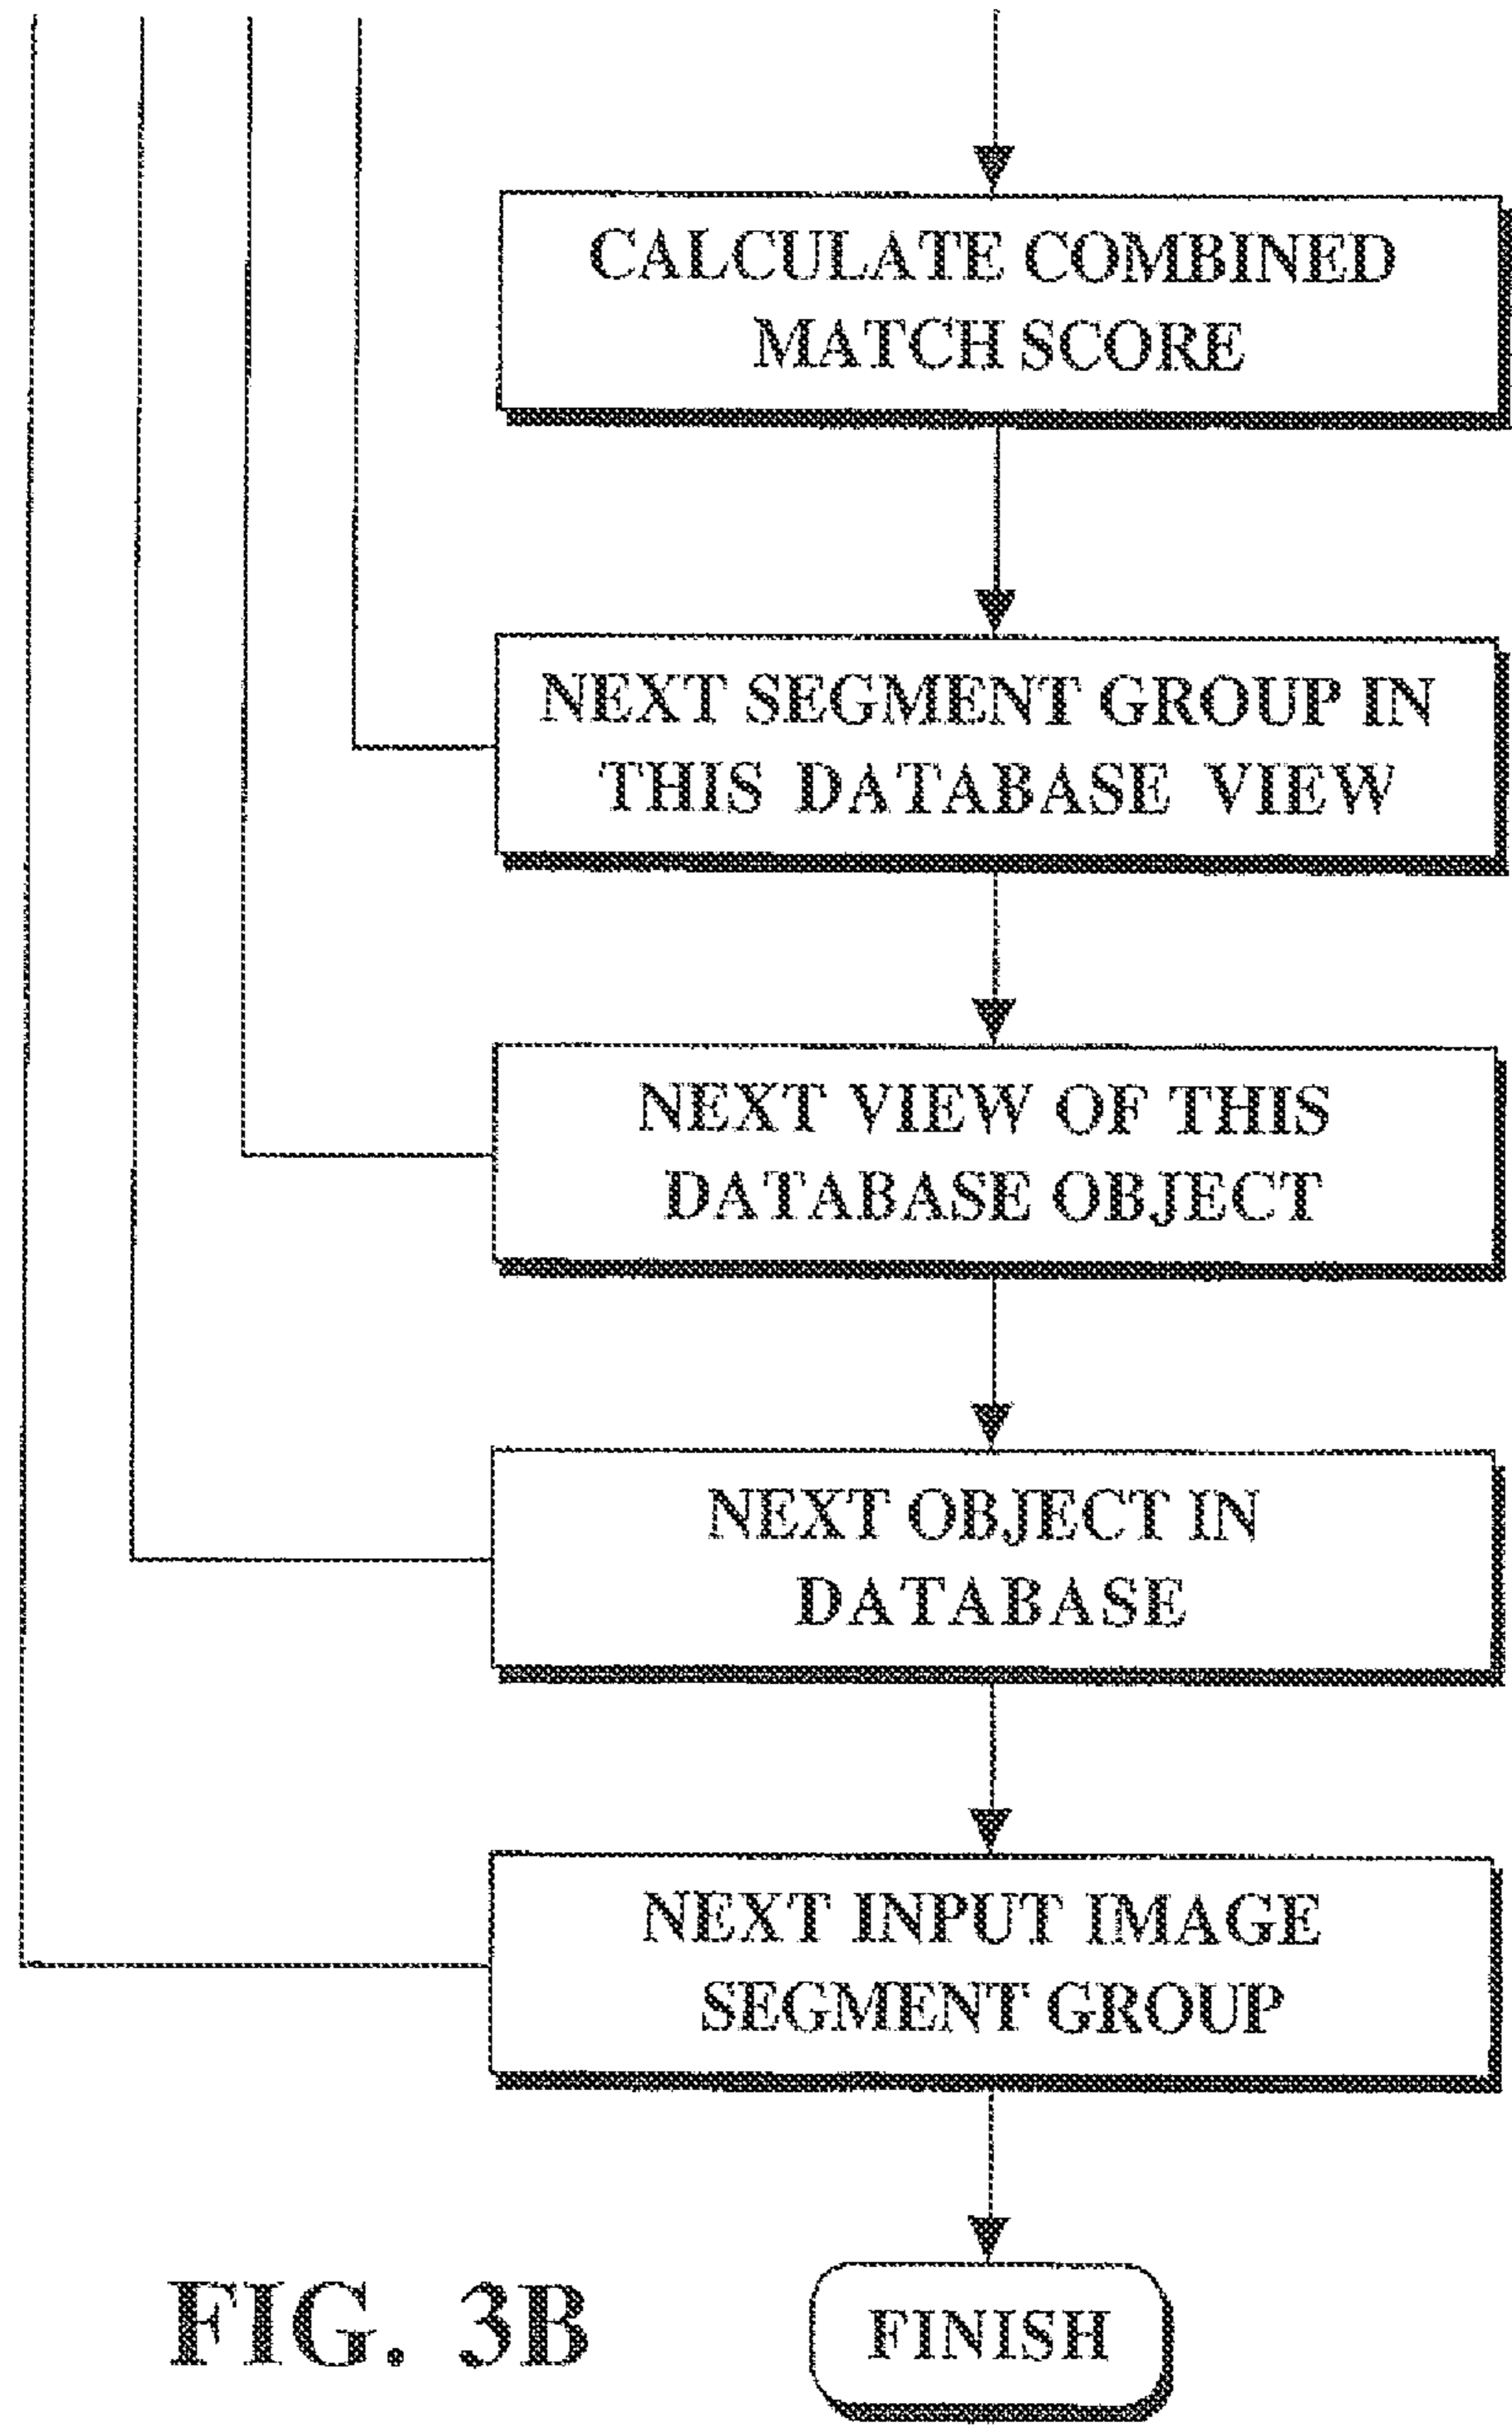 CALCULATE COMBINED
MATCH SCORE
NEXT SEGMENT GROUP IN
THIS DATABASE VIEW
NEXT VIEW OF THIS
DATABASE OBJECT
NEXT OBJECT IN
DATABASE
NEXT INPUT IMAGE
SEGMENT GROUP
FINISH
FIG. 3B